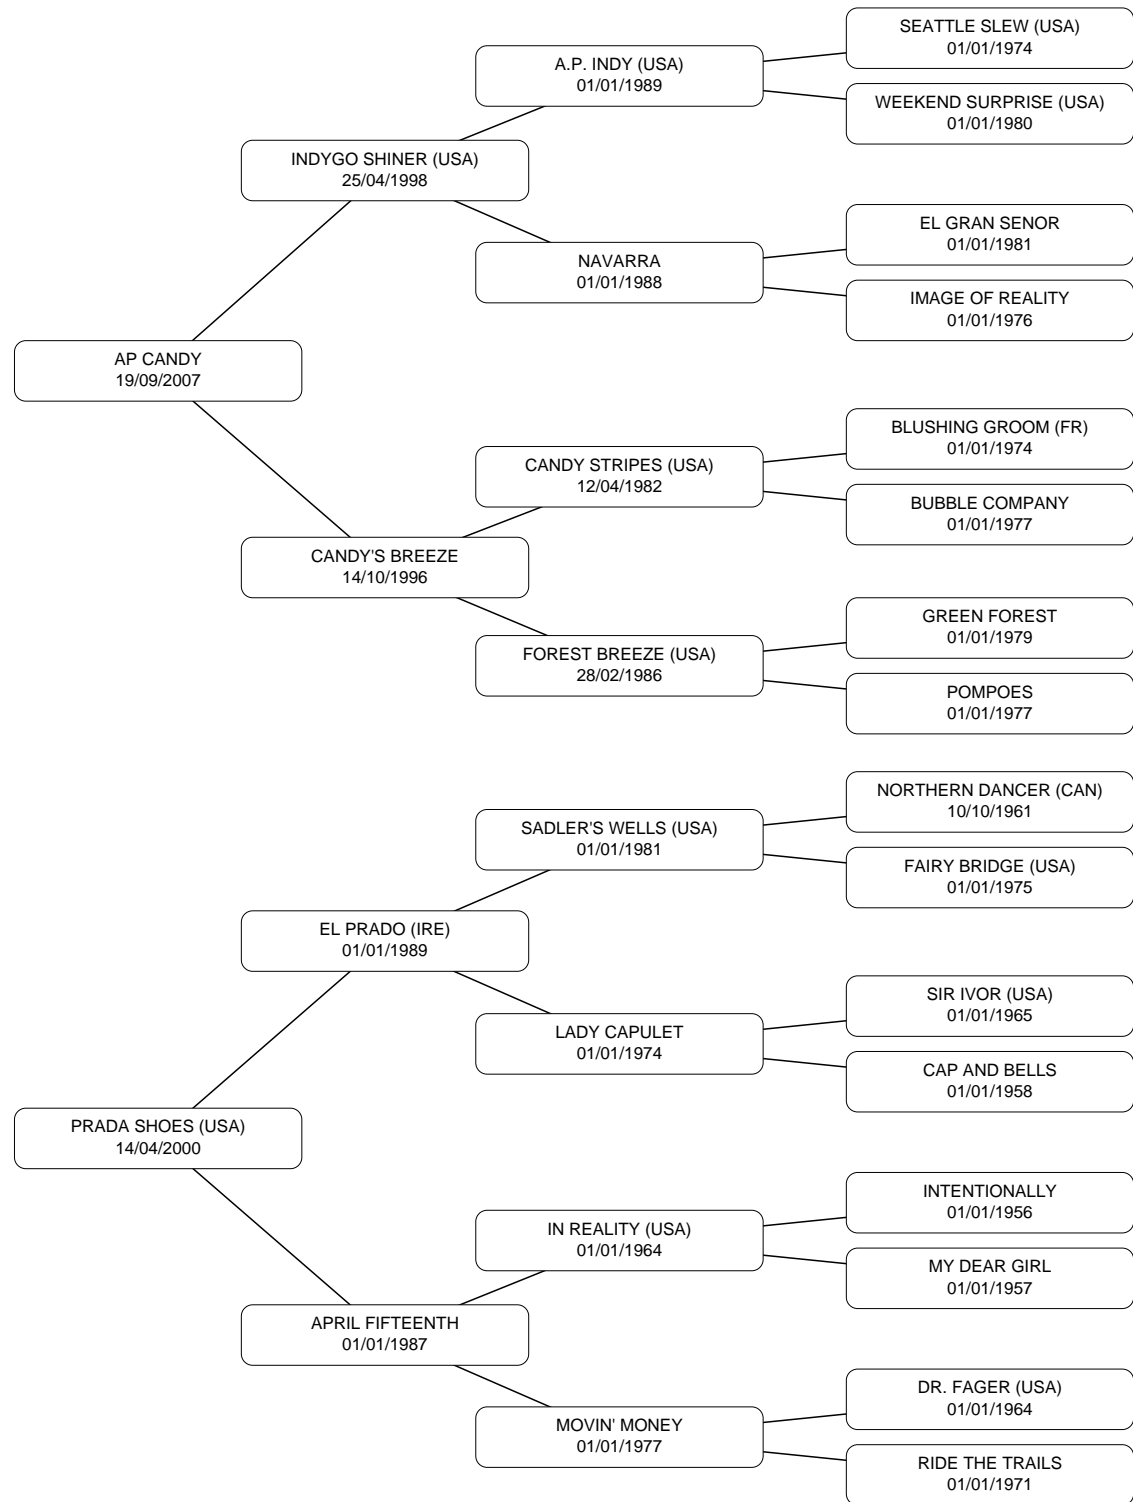 SEATTLE SLEW (USA)
01/01/1974
A.P. INDY (USA)
01/01/1989
WEEKEND SURPRISE (USA)
01/01/1980
INDYGO SHINER (USA)
25/04/1998
EL GRAN SENOR
01/01/1981
NAVARRA
01/01/1988
IMAGE OF REALITY
01/01/1976
AP CANDY
19/09/2007
BLUSHING GROOM (FR)
01/01/1974
CANDY STRIPES (USA)
12/04/1982
BUBBLE COMPANY
01/01/1977
CANDY'S BREEZE
14/10/1996
GREEN FOREST
01/01/1979
FOREST BREEZE (USA)
28/02/1986
POMPOES
01/01/1977
NORTHERN DANCER (CAN)
10/10/1961
SADLER'S WELLS (USA)
01/01/1981
FAIRY BRIDGE (USA)
01/01/1975
EL PRADO (IRE)
01/01/1989
SIR IVOR (USA)
01/01/1965
LADY CAPULET
01/01/1974
CAP AND BELLS
01/01/1958
PRADA SHOES (USA)
14/04/2000
INTENTIONALLY
01/01/1956
IN REALITY (USA)
01/01/1964
MY DEAR GIRL
01/01/1957
APRIL FIFTEENTH
01/01/1987
DR. FAGER (USA)
01/01/1964
MOVIN' MONEY
01/01/1977
RIDE THE TRAILS
01/01/1971